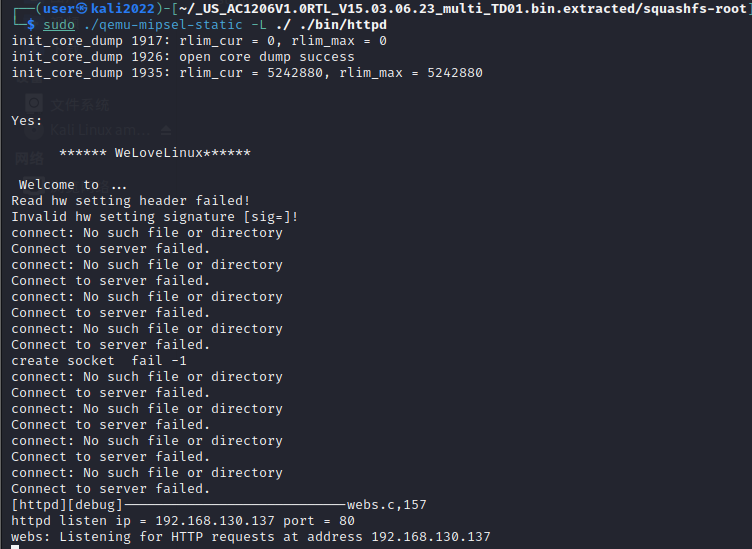 (user㉿kali2022)-[~/_US_AC1206V1.0RTL_V15.03.06.23_multi_TD01.bin.extracted/squashfs-root]
$ sudo ./qemu-mipsel-static -L ./ ./bin/httpd
init_core_dump 1917: rlim_cur = 0, rlim_max = 0
init_core_dump 1926: open core dump success
init_core_dump 1935: rlim_cur = 5242880, rlim_max = 5242880
文件系统
Yes:
****** WeLoveLinux******
Welcome to ...
Read hw setting header failed!
Invalid hw setting signature [sig=]!
connect: No such file or directory
Connect to server failed.
connect: No such file or directory
Connect to server failed.
connect: No such file or directory
Connect to server failed.
connect: No such file or directory
Connect to server failed.
create socket  fail -1
connect: No such file or directory
Connect to server failed.
connect: No such file or directory
Connect to server failed.
connect: No such file or directory
Connect to server failed.
connect: No such file or directory
Connect to server failed.
[httpd][debug]----------------------------webs.c,157
httpd listen ip = 192.168.130.137 port = 80
webs: Listening for HTTP requests at address 192.168.130.137